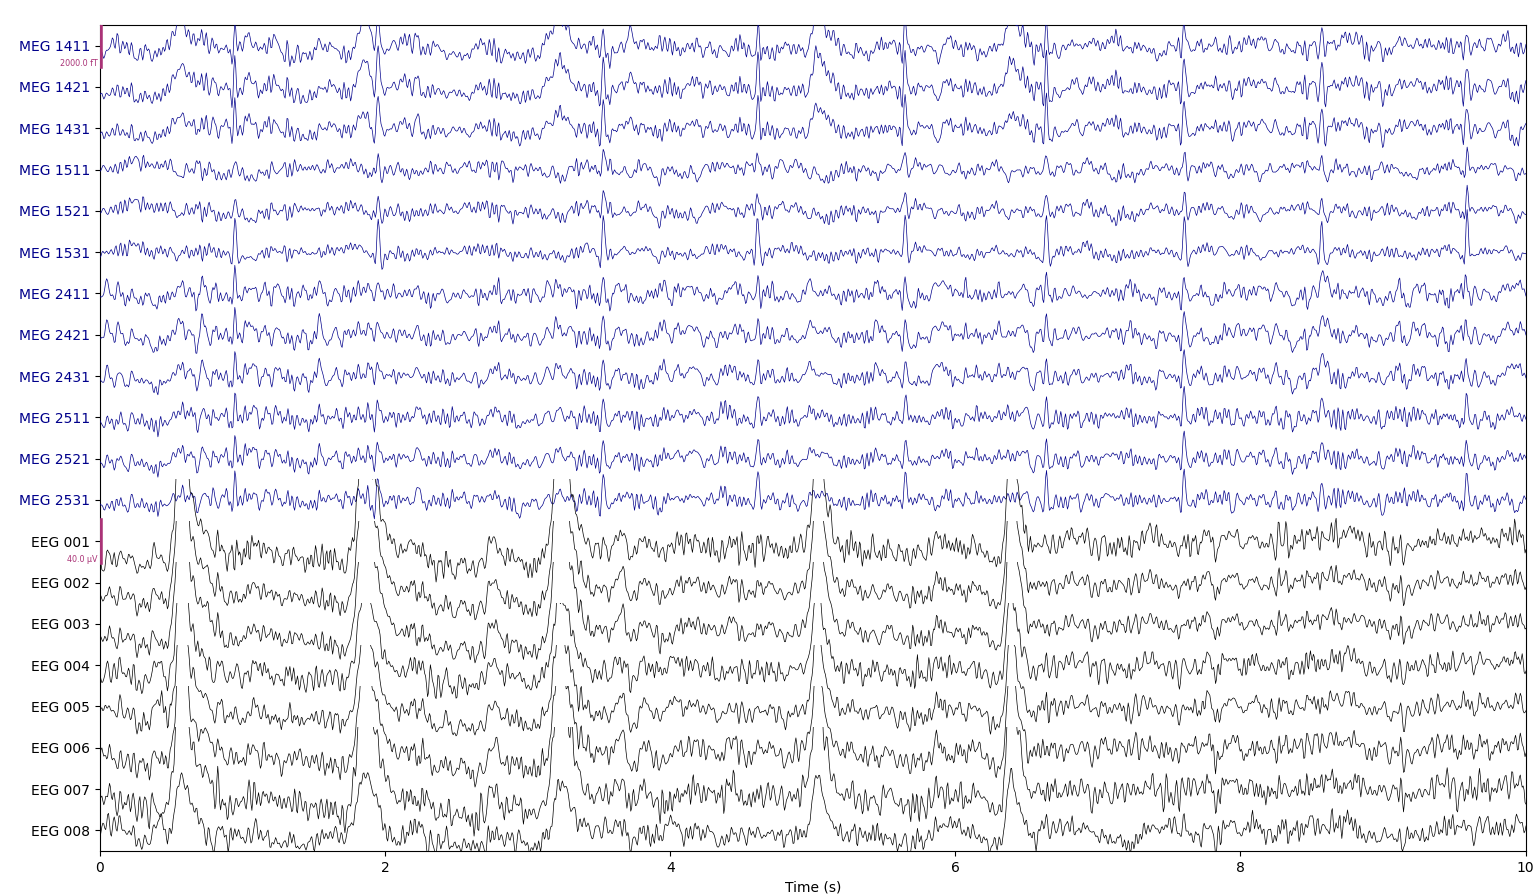 MEG 1411
2000.0 fT
MEG 1421
MEG 1431
MEG 1511
MEG 1521
MEG 1531
MEG 2411
MEG 2421
MEG 2431
MEG 2511
MEG 2521
MEG 2531
EEG 001
40.0 µV
EEG 002
EEG 003
EEG 004
EEG 005
EEG 006
EEG 007
EEG 008
0 2 4 6 8 10
Time (s)